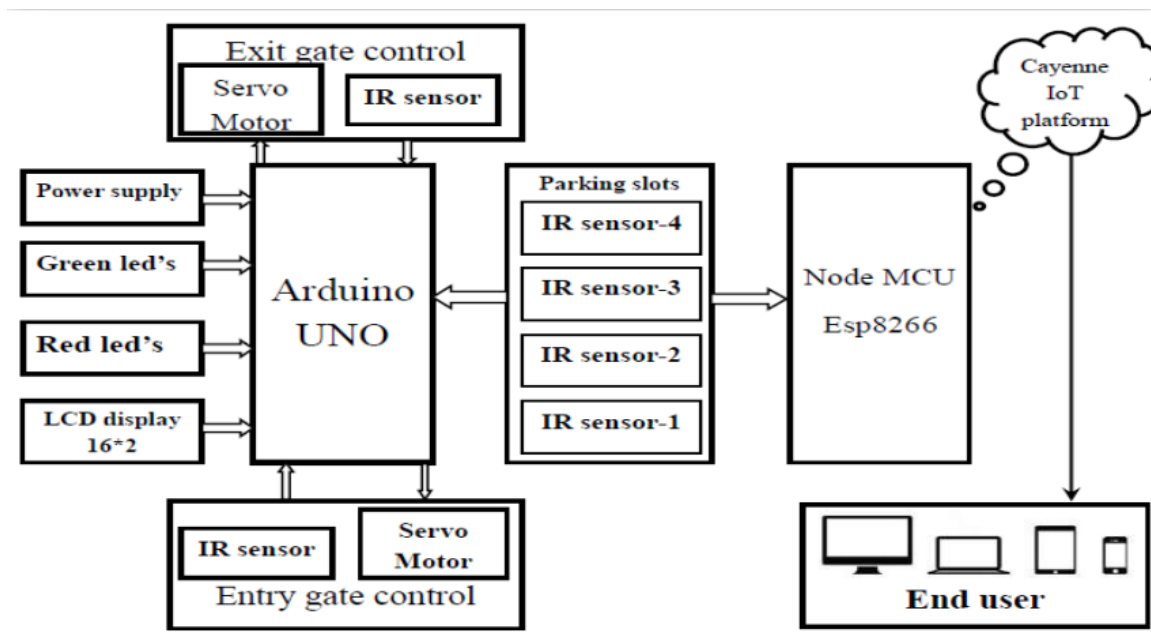 Exit gate control
Servo
Motor
IR sensor
Cayenne
IoT
platform
Power supply
Green led's
Red led's
LCD display
16*2
Arduino
UNO
Parking slots
IR sensor-4
IR sensor-3
IR sensor-2
IR sensor-1
Node MCU
Esp8266
IR sensor
Servo
Motor
Entry gate control
End user